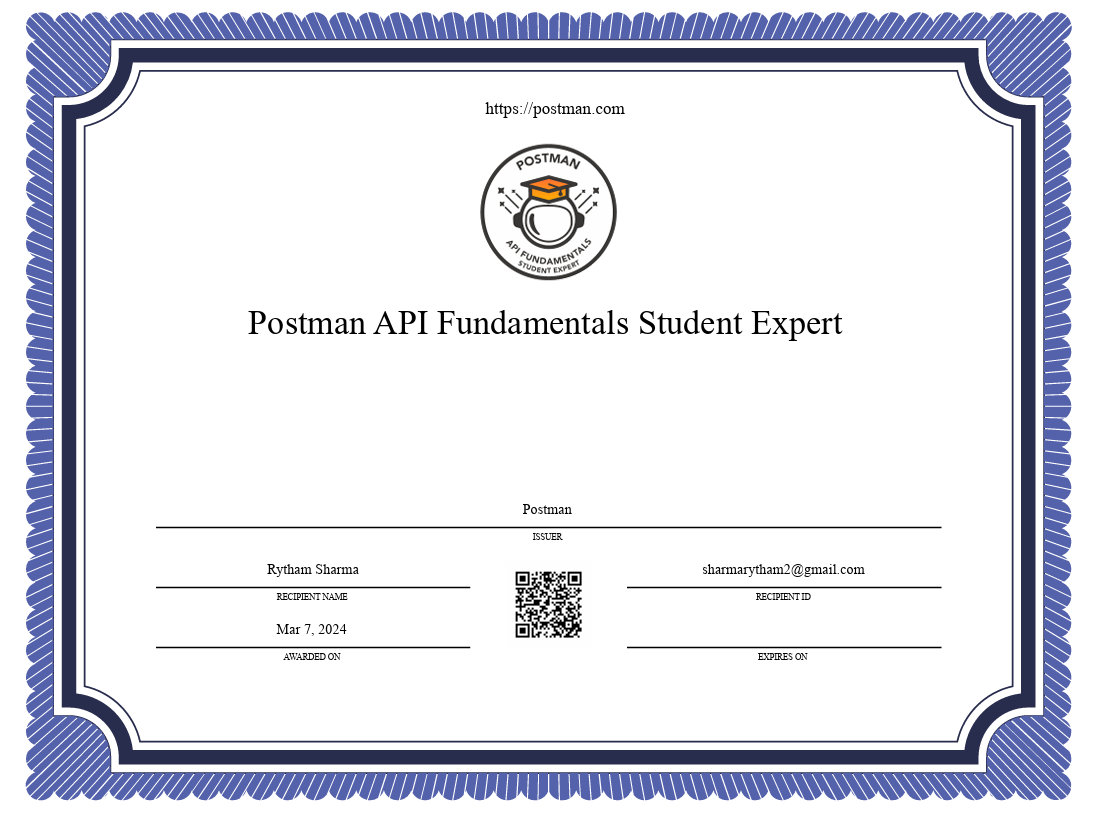 https://postman.com
POSTMAN
API FUNDAMENTALS
STUDENT EXPERT
Postman API Fundamentals Student Expert
Postman
ISSUER
Rytham Sharma
RECIPIENT NAME
sharmarytham2@gmail.com
RECIPIENT ID
Mar 7, 2024
AWARDED ON
EXPIRES ON